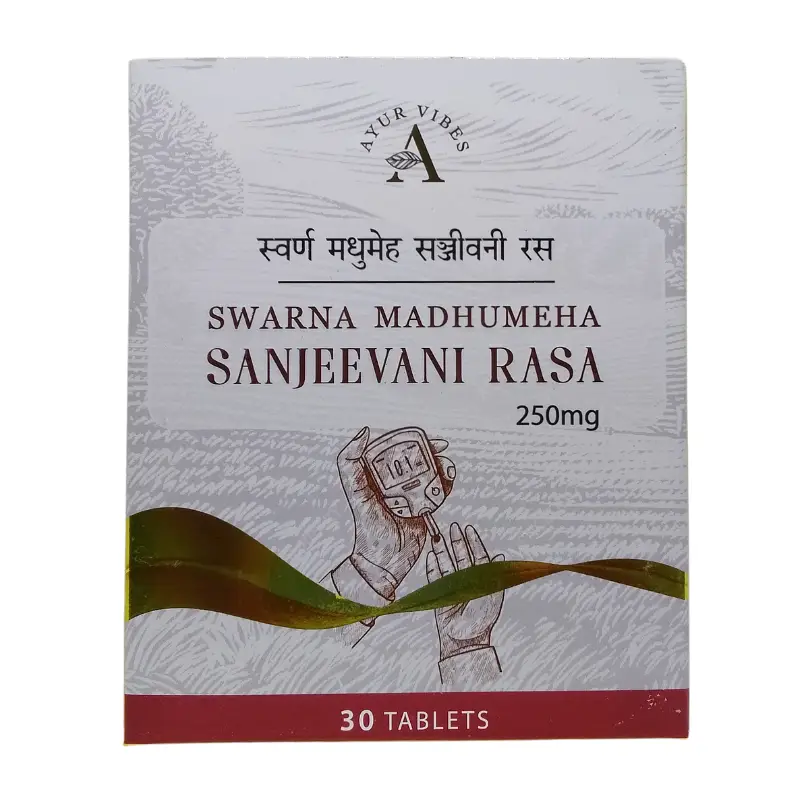 AYUR VIBES
A
स्वर्ण मधुमेह सञ्जीवनी रस
SWARNA MADHUMEHA
SANJEEVANI RASA
250mg
101
30 TABLETS